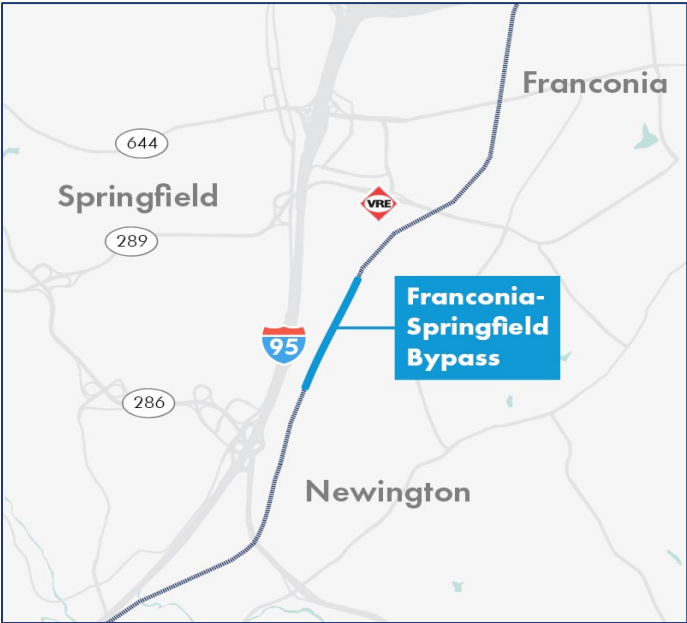 Franconia
644
VRE
Springfield
289
Franconia-
Springfield
Bypass
95
286
Newington